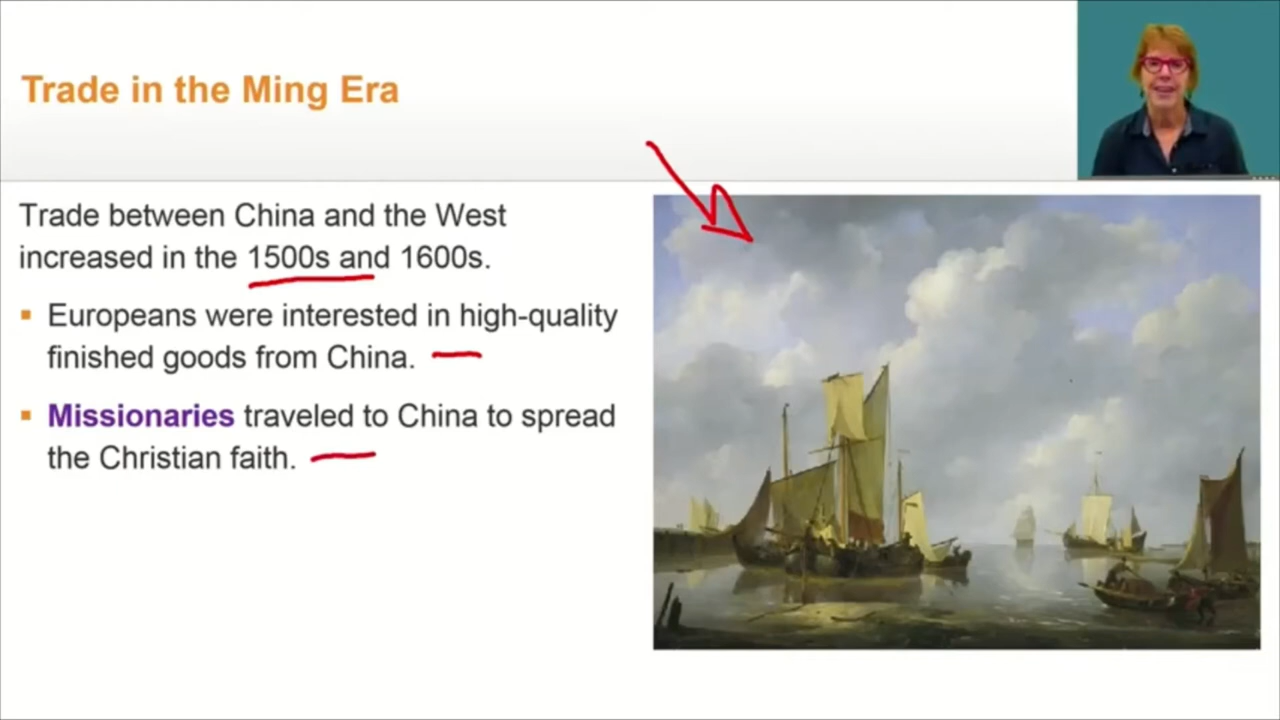 Trade in the Ming Era
Trade between China and the West
increased in the 1500s and 1600s.
Europeans were interested in high-quality
finished goods from China.
Missionaries traveled to China to spread
the Christian faith.